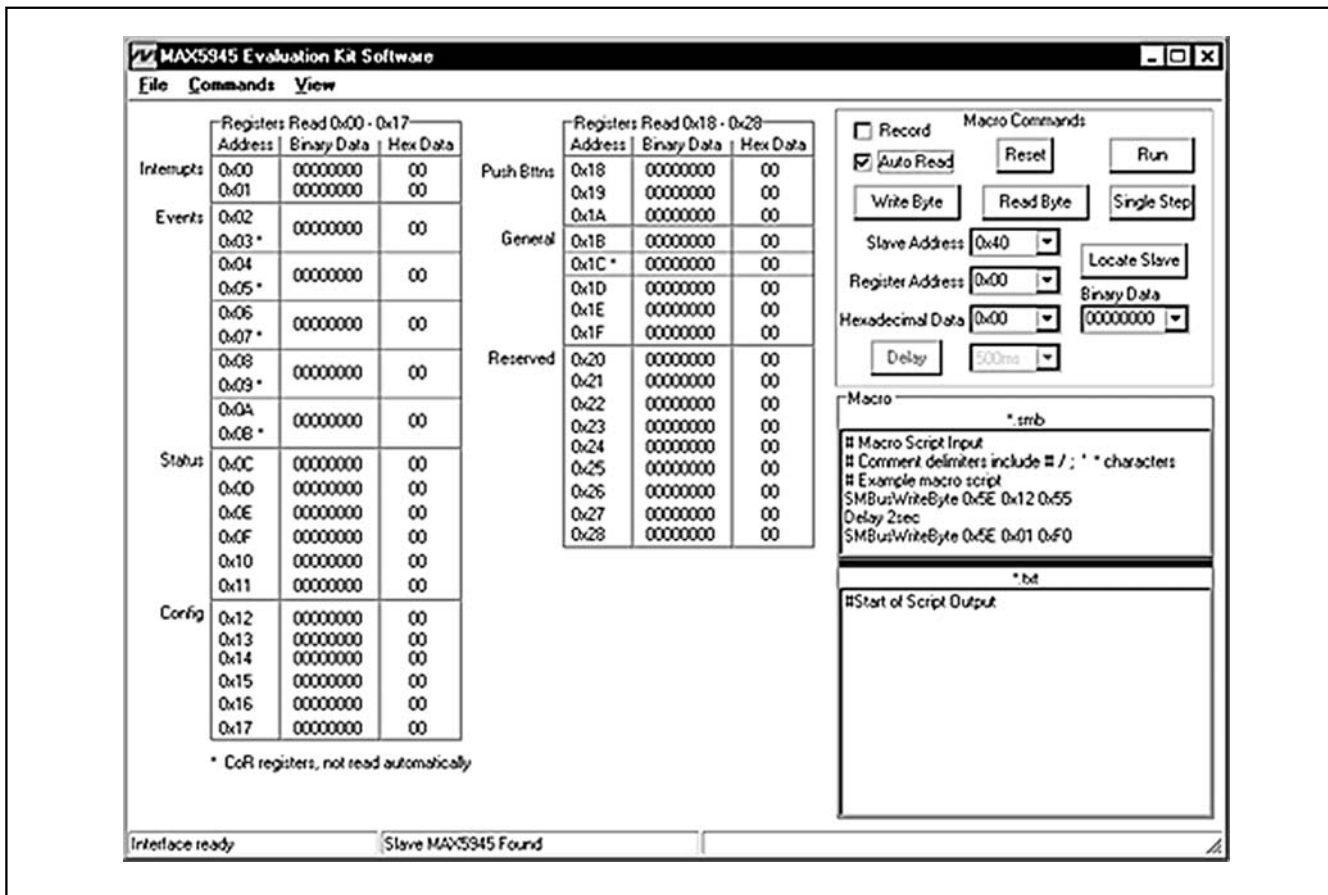 MAX5945 Evaluation Kit Software
File Commands View
Registers Read 0x00 - 0x17
Address Binary Data Hex Data
Interrupts 0x00 00000000 00
0x01 00000000 00
Events 0x02
0x03 * 00000000 00
0x04
0x05 * 00000000 00
0x06
0x07 * 00000000 00
0x08
0x09 * 00000000 00
0x0A
0x0B * 00000000 00
Status 0x0C 00000000 00
0x0D 00000000 00
0x0E 00000000 00
0x0F 00000000 00
0x10 00000000 00
0x11 00000000 00
Config 0x12 00000000 00
0x13 00000000 00
0x14 00000000 00
0x15 00000000 00
0x16 00000000 00
0x17 00000000 00
* CoR registers, not read automatically
Registers Read 0x18 - 0x28
Address Binary Data Hex Data
Push Bttns 0x18 00000000 00
0x19 00000000 00
0x1A 00000000 00
General 0x1B 00000000 00
0x1C * 00000000 00
0x1D 00000000 00
0x1E 00000000 00
0x1F 00000000 00
Reserved 0x20 00000000 00
0x21 00000000 00
0x22 00000000 00
0x23 00000000 00
0x24 00000000 00
0x25 00000000 00
0x26 00000000 00
0x27 00000000 00
0x28 00000000 00
Macro Commands
Record
Auto Read Reset Run
Write Byte Read Byte Single Step
Slave Address 0x40
Locate Slave
Register Address 0x00
Binary Data
Hexadecimal Data 0x00 00000000
Delay 500ms
Macro
*.smb
# Macro Script Input
# Comment delimiters include # / ; ' * characters
# Example macro script
SMBusWriteByte 0x5E 0x12 0x55
Delay 2sec
SMBusWriteByte 0x5E 0x01 0xF0
*.txt
#Start of Script Output
Interface ready Slave MAX5945 Found